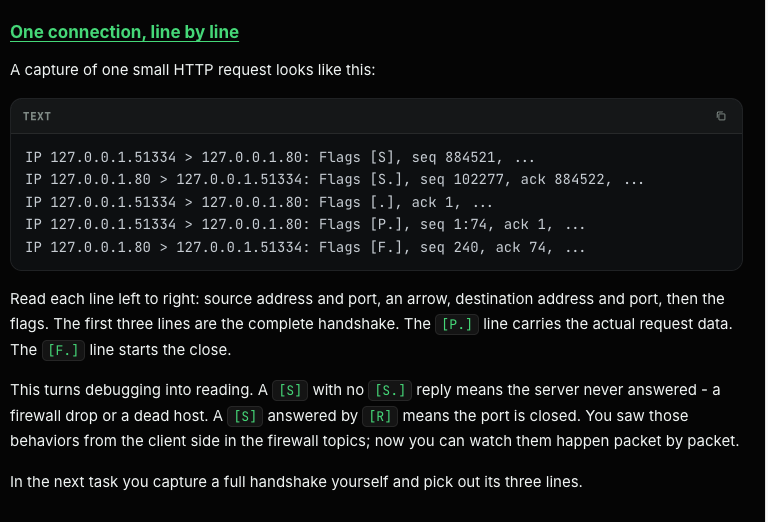 One connection, line by line
A capture of one small HTTP request looks like this:
TEXT
IP 127.0.0.1.51334 > 127.0.0.1.80: Flags [S], seq 884521, ...
IP 127.0.0.1.80 > 127.0.0.1.51334: Flags [S.], seq 102277, ack 884522, ...
IP 127.0.0.1.51334 > 127.0.0.1.80: Flags [.], ack 1, ...
IP 127.0.0.1.51334 > 127.0.0.1.80: Flags [P.], seq 1:74, ack 1, ...
IP 127.0.0.1.80 > 127.0.0.1.51334: Flags [F.], seq 240, ack 74, ...
Read each line left to right: source address and port, an arrow, destination address and port, then the
flags. The first three lines are the complete handshake. The [P.] line carries the actual request data.
The [F.] line starts the close.
This turns debugging into reading. A [S] with no [S.] reply means the server never answered - a
firewall drop or a dead host. A [S] answered by [R] means the port is closed. You saw those
behaviors from the client side in the firewall topics; now you can watch them happen packet by packet.
In the next task you capture a full handshake yourself and pick out its three lines.